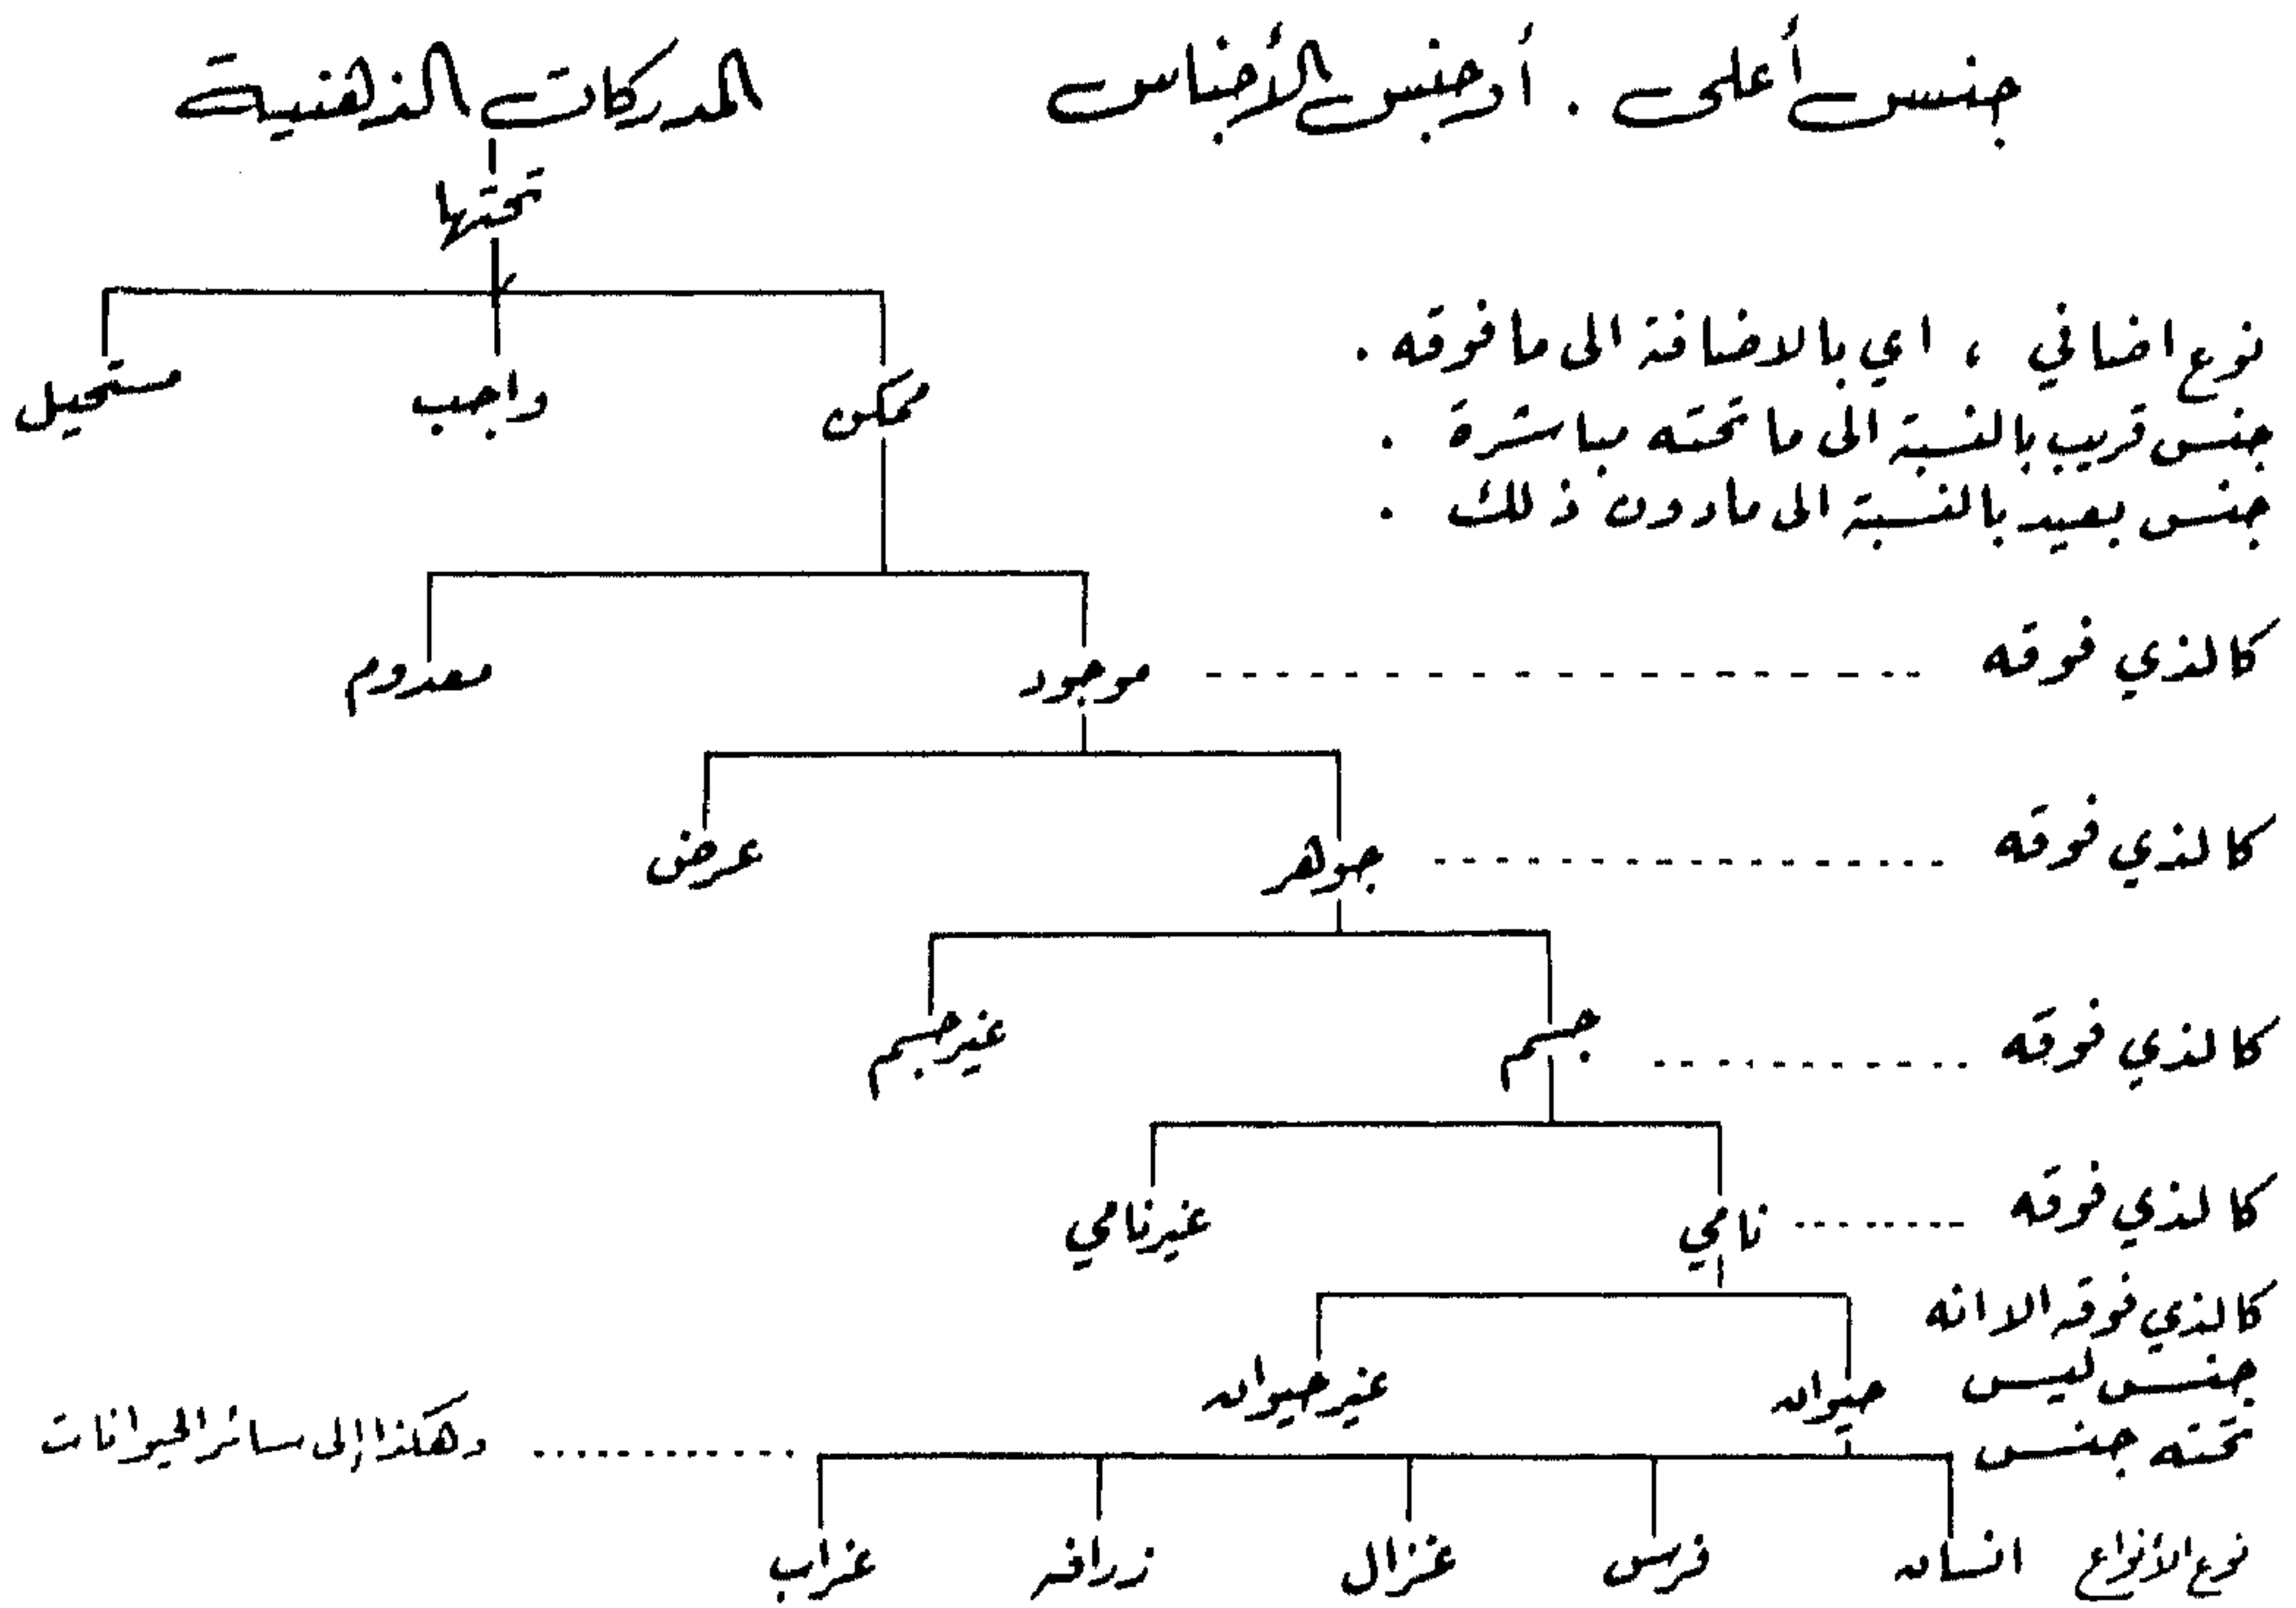 جنس أعلى . أو جنس الأجناس
المدركات الذهنية
تحتها
ممكن واجب مستحيل
نوع اضافي ، اي بالاضافة الى ما فوقه .
جنس قريب بالنسبة الى ما تحته مباشرة .
جنس بعيد بالنسبة الى ما دون ذلك .
كالذي فوقه موجود معدوم
كالذي فوقه جوهر عرض
كالذي فوقه جسم غير جسم
كالذي فوقه نامي غير نامي
كالذي فوقه الا انه
جنس ليس
تحته جنس
حيوان غير حيوان
وهكذا إلى سائر الحيوانات
نوع الأنواع انسان فرس غزال زرافه غراب